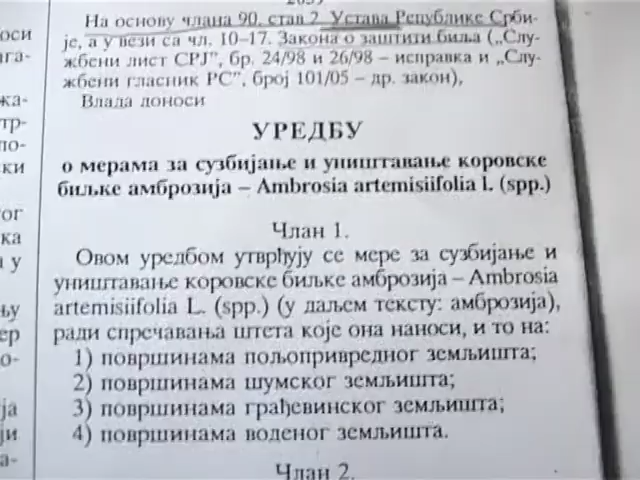 На основу члана 90. став 2. Устава Републике Срби-
је, а у вези са чл. 10–17. Закона о заштити биља („Слу-
жбени лист СРЈ”, бр. 24/98 и 26/98 – исправка и „Слу-
жбени гласник РС”, број 101/05 – др. закон),
Влада доноси
УРЕДБУ
о мерама за сузбијање и уништавање коровске
биљке амброзија – Ambrosia artemisiifolia l. (spp.)
Члан 1.
Овом уредбом утврђују се мере за сузбијање и
уништавање коровске биљке амброзија – Ambrosia
artemisiifolia L. (spp.) (у даљем тексту: амброзија),
ради спречавања штета које она наноси, и то на:
1) површинама пољопривредног земљишта;
2) површинама шумског земљишта;
3) површинама грађевинског земљишта;
4) површинама воденог земљишта.
Члан 2.